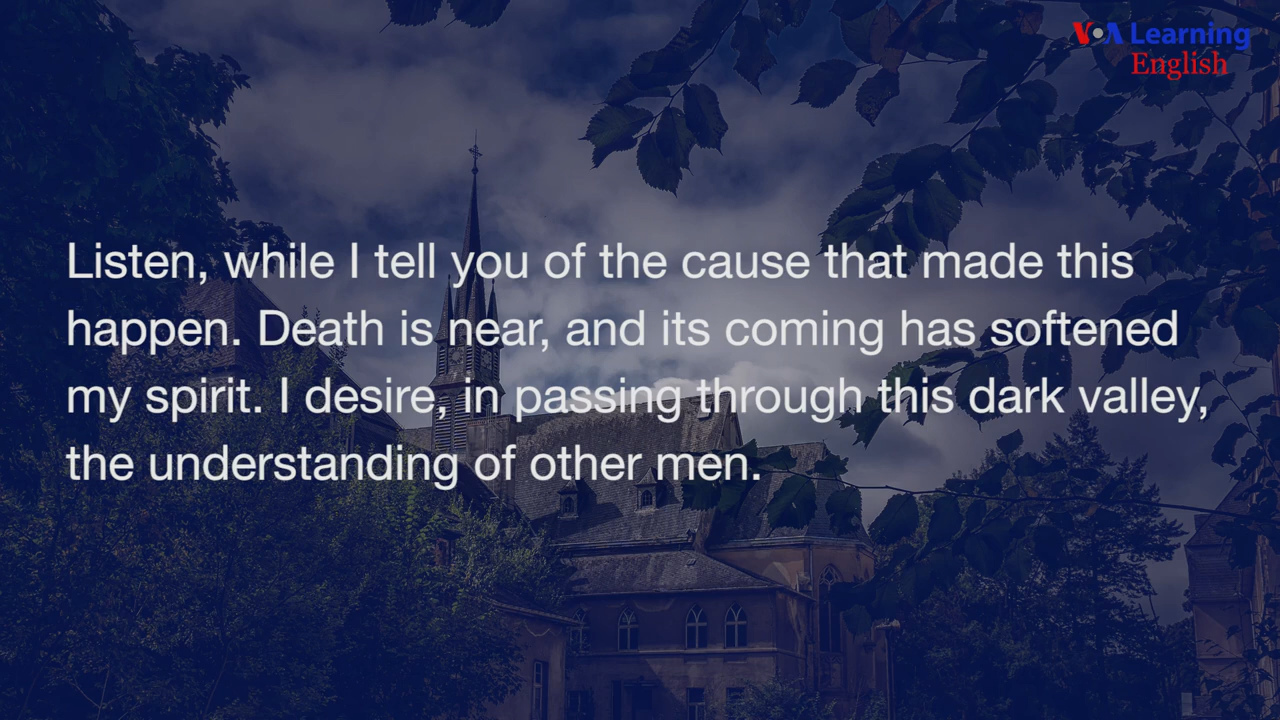 VOA Learning
English
Listen, while I tell you of the cause that made this
happen. Death is near, and its coming has softened
my spirit. I desire, in passing through this dark valley,
the understanding of other men.